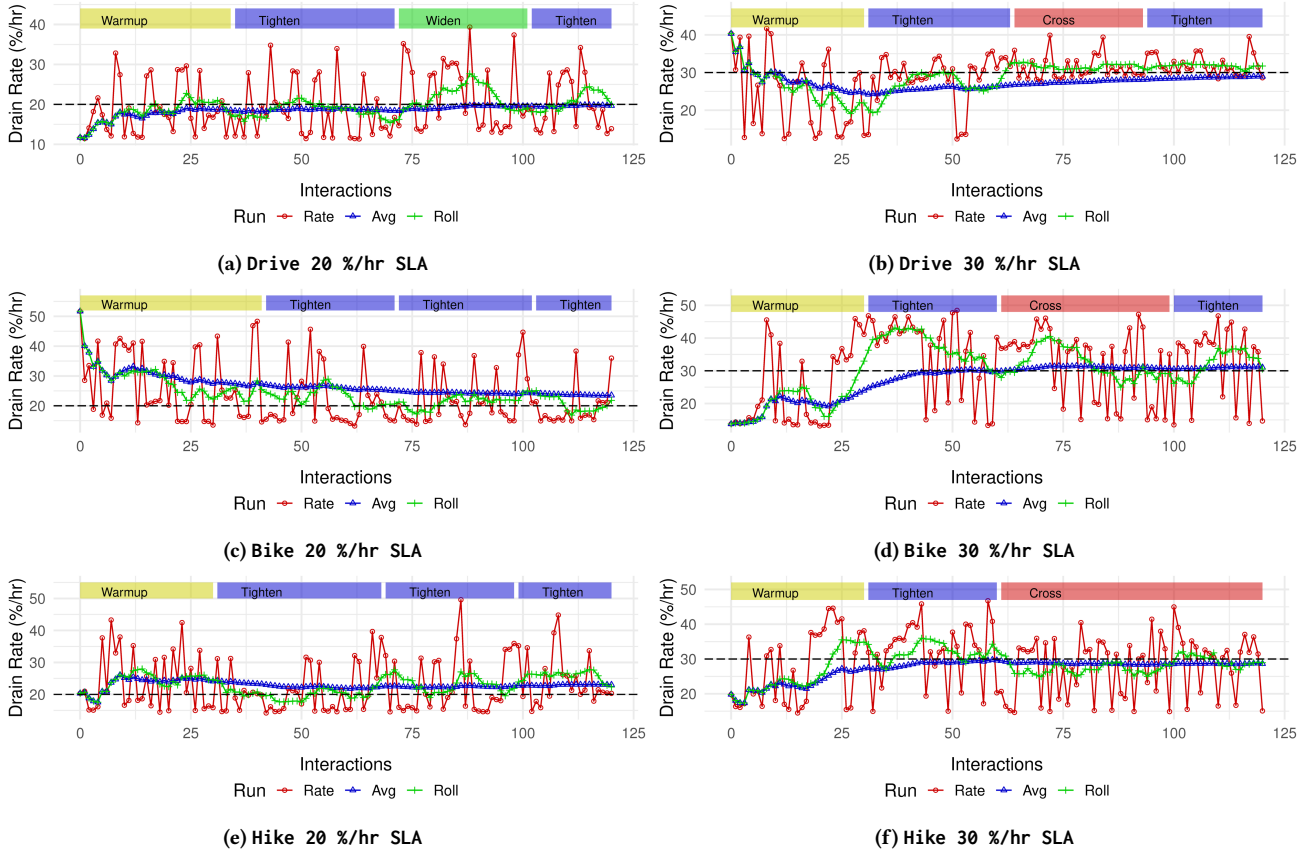 Warmup Tighten Widen Tighten
Drain Rate (%/hr)
40
30
20
10
0 25 50 75 100 125
Interactions
Run Rate Avg Roll
(a) Drive 20 %/hr SLA
Warmup Tighten Cross Tighten
Drain Rate (%/hr)
40
30
20
0 25 50 75 100 125
Interactions
Run Rate Avg Roll
(b) Drive 30 %/hr SLA
Warmup Tighten Tighten Tighten
Drain Rate (%/hr)
50
40
30
20
0 25 50 75 100 125
Interactions
Run Rate Avg Roll
(c) Bike 20 %/hr SLA
Warmup Tighten Cross Tighten
Drain Rate (%/hr)
50
40
30
20
0 25 50 75 100 125
Interactions
Run Rate Avg Roll
(d) Bike 30 %/hr SLA
Warmup Tighten Tighten Tighten
Drain Rate (%/hr)
50
40
30
20
0 25 50 75 100 125
Interactions
Run Rate Avg Roll
(e) Hike 20 %/hr SLA
Warmup Tighten Cross
Drain Rate (%/hr)
50
40
30
20
0 25 50 75 100 125
Interactions
Run Rate Avg Roll
(f) Hike 30 %/hr SLA